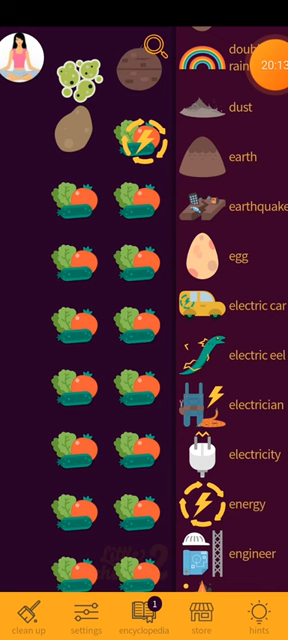 double
rain
20:13
dust
earth
earthquake
egg
electric car
electric eel
electrician
electricity
energy
engineer
1
clean up
settings
encyclopedia
store
hints